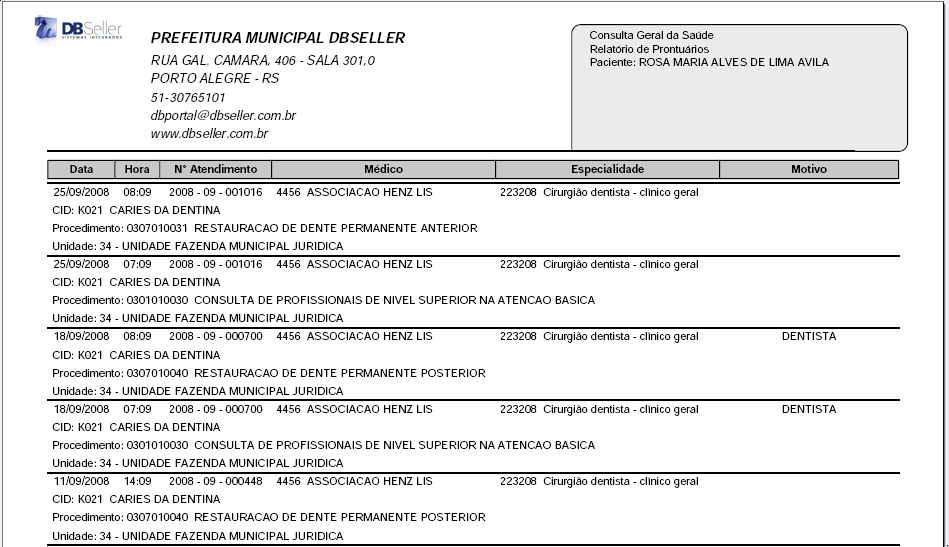 DBSeller
SISTEMAS INTEGRADOS
PREFEITURA MUNICIPAL DBSELLER
RUA GAL. CAMARA, 406 - SALA 301,0
PORTO ALEGRE - RS
51-30765101
dbportal@dbseller.com.br
www.dbseller.com.br
Consulta Geral da Saúde
Relatório de Prontuários
Paciente: ROSA MARIA ALVES DE LIMA AVILA
Data Hora N° Atendimento Médico Especialidade Motivo
25/09/2008 08:09 2008 - 09 - 001016 4456 ASSOCIACAO HENZ LIS 223208 Cirurgião dentista - clínico geral
CID: K021 CARIES DA DENTINA
Procedimento: 0307010031 RESTAURACAO DE DENTE PERMANENTE ANTERIOR
Unidade: 34 - UNIDADE FAZENDA MUNICIPAL JURIDICA
25/09/2008 07:09 2008 - 09 - 001016 4456 ASSOCIACAO HENZ LIS 223208 Cirurgião dentista - clínico geral
CID: K021 CARIES DA DENTINA
Procedimento: 0301010030 CONSULTA DE PROFISSIONAIS DE NIVEL SUPERIOR NA ATENCAO BASICA
Unidade: 34 - UNIDADE FAZENDA MUNICIPAL JURIDICA
18/09/2008 08:09 2008 - 09 - 000700 4456 ASSOCIACAO HENZ LIS 223208 Cirurgião dentista - clínico geral DENTISTA
CID: K021 CARIES DA DENTINA
Procedimento: 0307010040 RESTAURACAO DE DENTE PERMANENTE POSTERIOR
Unidade: 34 - UNIDADE FAZENDA MUNICIPAL JURIDICA
18/09/2008 07:09 2008 - 09 - 000700 4456 ASSOCIACAO HENZ LIS 223208 Cirurgião dentista - clínico geral DENTISTA
CID: K021 CARIES DA DENTINA
Procedimento: 0301010030 CONSULTA DE PROFISSIONAIS DE NIVEL SUPERIOR NA ATENCAO BASICA
Unidade: 34 - UNIDADE FAZENDA MUNICIPAL JURIDICA
11/09/2008 14:09 2008 - 09 - 000448 4456 ASSOCIACAO HENZ LIS 223208 Cirurgião dentista - clínico geral
CID: K021 CARIES DA DENTINA
Procedimento: 0307010040 RESTAURACAO DE DENTE PERMANENTE POSTERIOR
Unidade: 34 - UNIDADE FAZENDA MUNICIPAL JURIDICA